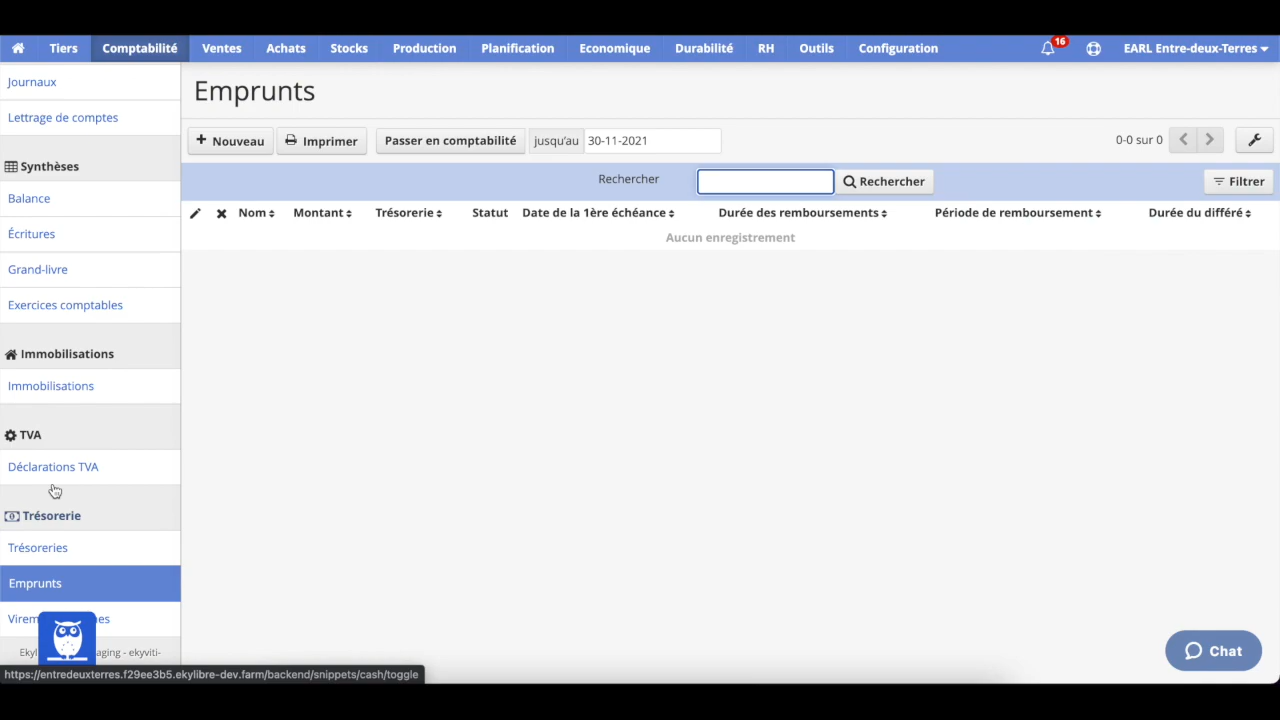 Tiers Comptabilité Ventes Achats Stocks Production Planification Economique Durabilité RH Outils Configuration 16 EARL Entre-deux-Terres
Journaux
Lettrage de comptes
Synthèses
Balance
Écritures
Grand-livre
Exercices comptables
Immobilisations
Immobilisations
TVA
Déclarations TVA
Trésorerie
Trésoreries
Emprunts
Emprunts
+ Nouveau Imprimer Passer en comptabilité jusqu'au 30-11-2021 0-0 sur 0
Rechercher Rechercher Filtrer
Nom Montant Trésorerie Statut Date de la 1ère échéance Durée des remboursements Période de remboursement Durée du différé
Aucun enregistrement
Chat
https://entredeuxterres.f29ee3b5.ekylibre-dev.farm/backend/snippets/cash/toggle